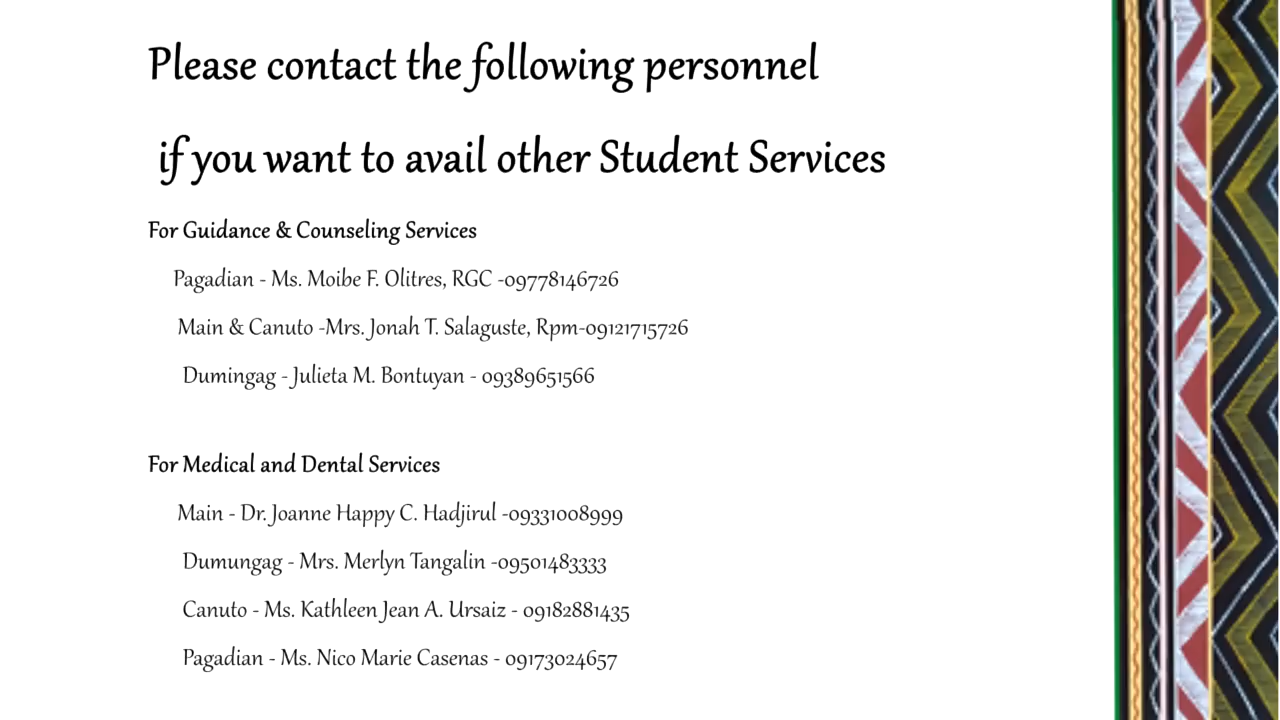 Please contact the following personnel
if you want to avail other Student Services
For Guidance & Counseling Services
Pagadian - Ms. Moibe F. Olitres, RGC -09778146726
Main & Canuto -Mrs. Jonah T. Salaguste, Rpm-09121715726
Dumingag - Julieta M. Bontuyan - 09389651566
For Medical and Dental Services
Main - Dr. Joanne Happy C. Hadjirul -09331008999
Dumungag - Mrs. Merlyn Tangalin -09501483333
Canuto - Ms. Kathleen Jean A. Ursaiz - 09182881435
Pagadian - Ms. Nico Marie Casenas - 09173024657